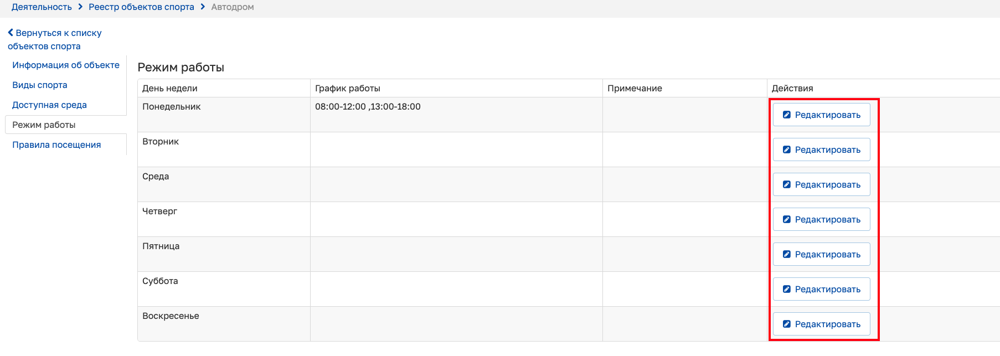 Деятельность > Реестр объектов спорта > Автодром
Вернуться к списку
объектов спорта
Информация об объекте
Виды спорта
Доступная среда
Режим работы
Правила посещения
Режим работы
День недели График работы Примечание Действия
Понедельник 08:00-12:00 ,13:00-18:00 Редактировать
Вторник Редактировать
Среда Редактировать
Четверг Редактировать
Пятница Редактировать
Суббота Редактировать
Воскресенье Редактировать